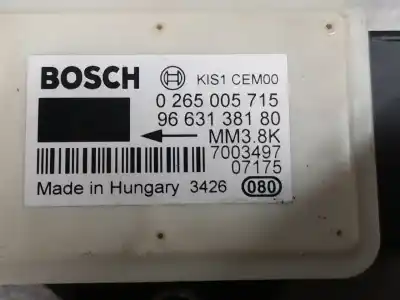 BOSCH KIS1 CEM00
0 265 005 715
96 631 381 80
MM3.8K
7003497
07175
Made in Hungary 3426 080